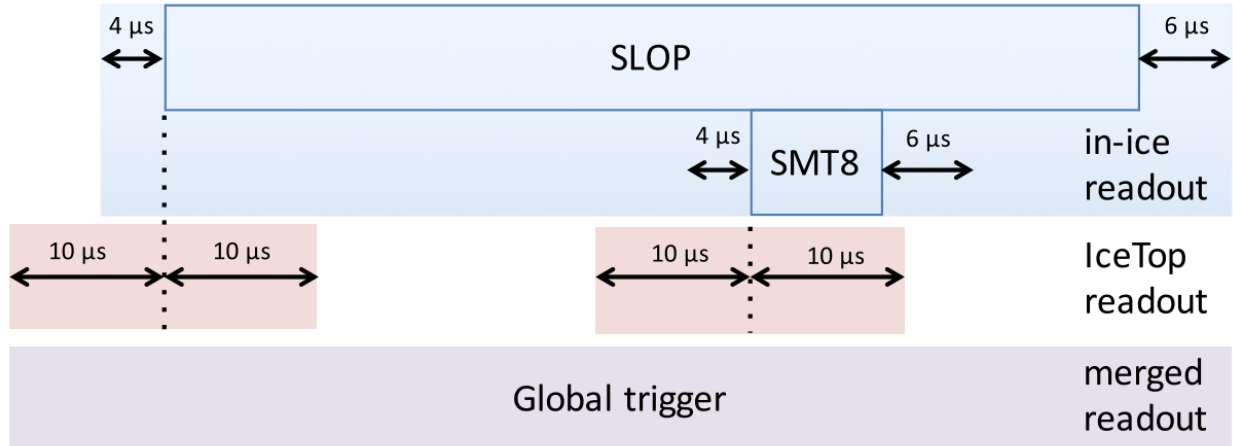 4 μs
SLOP
6 μs
4 μs
SMT8
6 μs
in-ice
readout
10 μs
10 μs
10 μs
10 μs
IceTop
readout
Global trigger
merged
readout